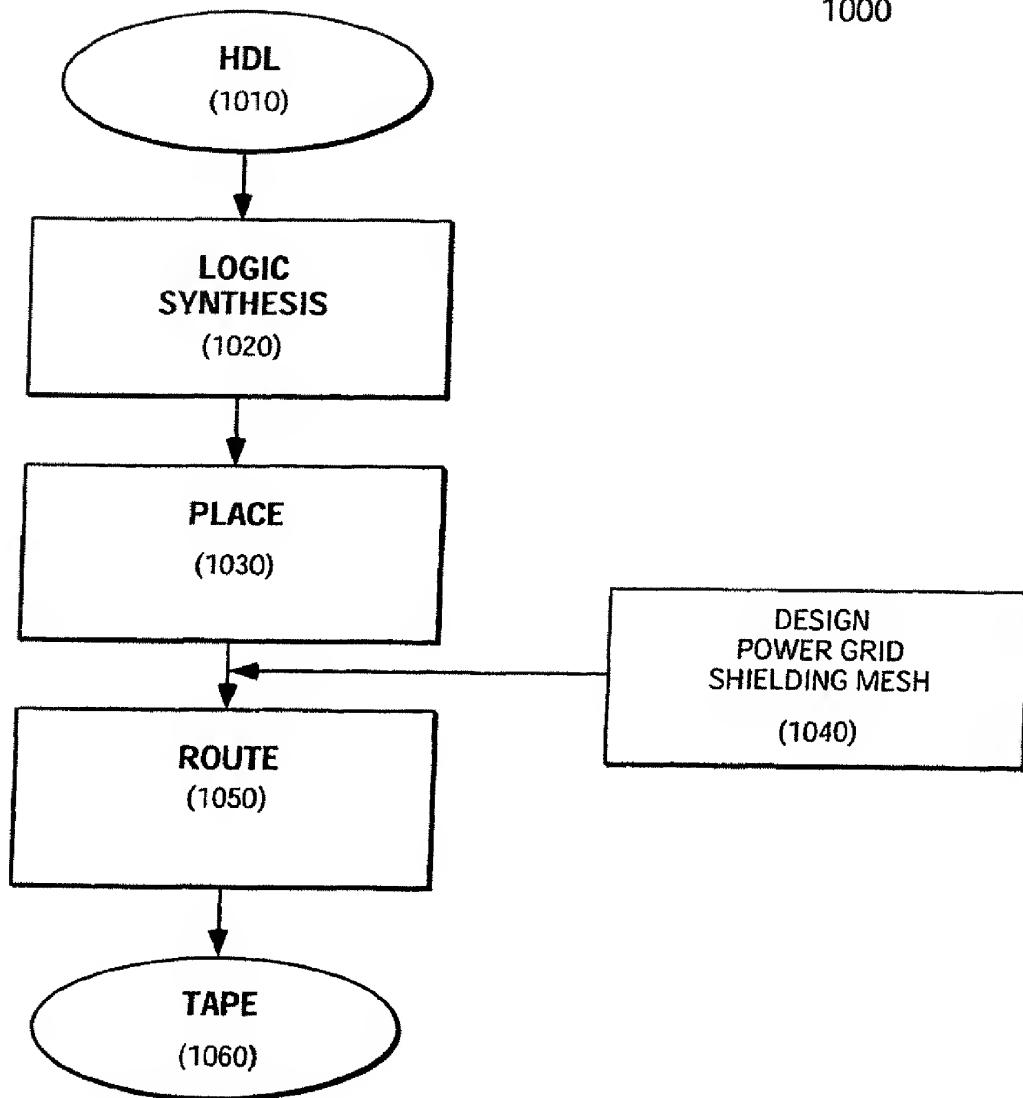 1000
HDL
(1010)
LOGIC
SYNTHESIS
(1020)
PLACE
(1030)
DESIGN
POWER GRID
SHIELDING MESH
(1040)
ROUTE
(1050)
TAPE
(1060)